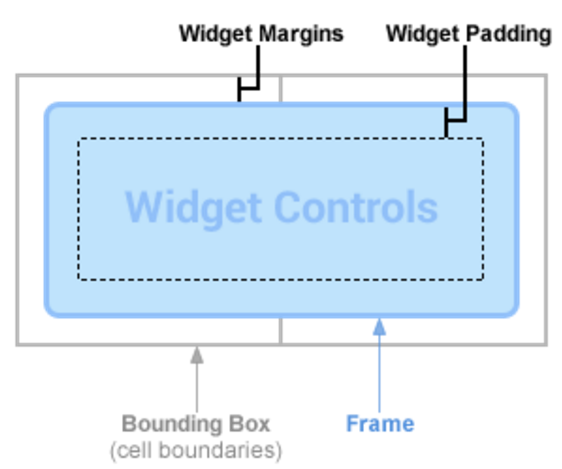 Widget Margins
Widget Padding
Widget Controls
Bounding Box
(cell boundaries)
Frame